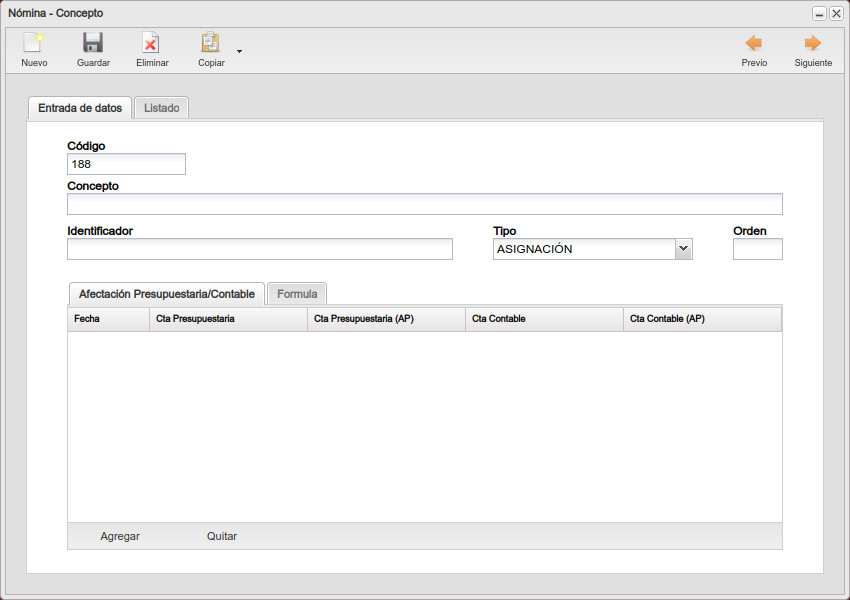 Nómina - Concepto
Nuevo Guardar Eliminar Copiar Previo Siguiente
Entrada de datos Listado
Código
188
Concepto
Identificador Tipo Orden
ASIGNACIÓN
Afectación Presupuestaria/Contable Formula
Fecha Cta Presupuestaria Cta Presupuestaria (AP) Cta Contable Cta Contable (AP)
Agregar Quitar